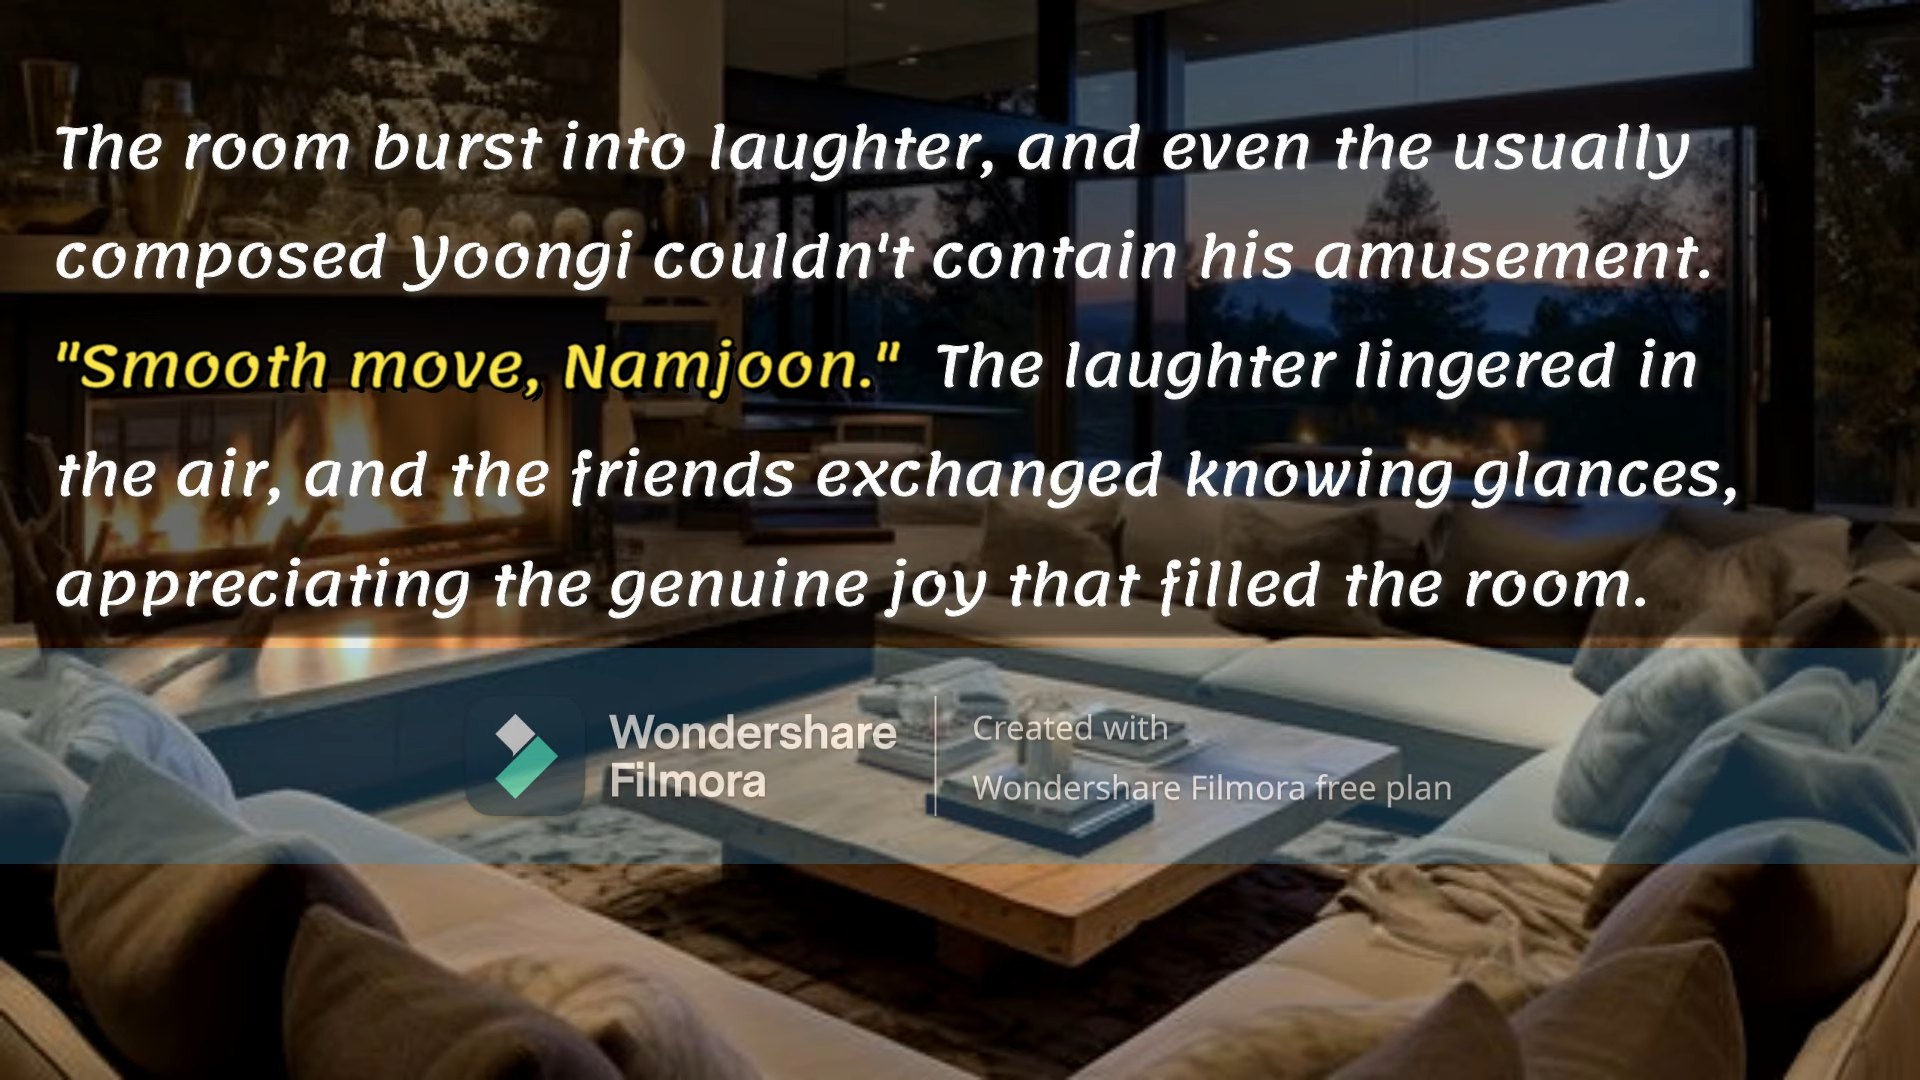 The room burst into laughter, and even the usually
composed Yoongi couldn't contain his amusement.
"Smooth move, Namjoon." The laughter lingered in
the air, and the friends exchanged knowing glances,
appreciating the genuine joy that filled the room.
Wondershare
Filmora
Created with
Wondershare Filmora free plan